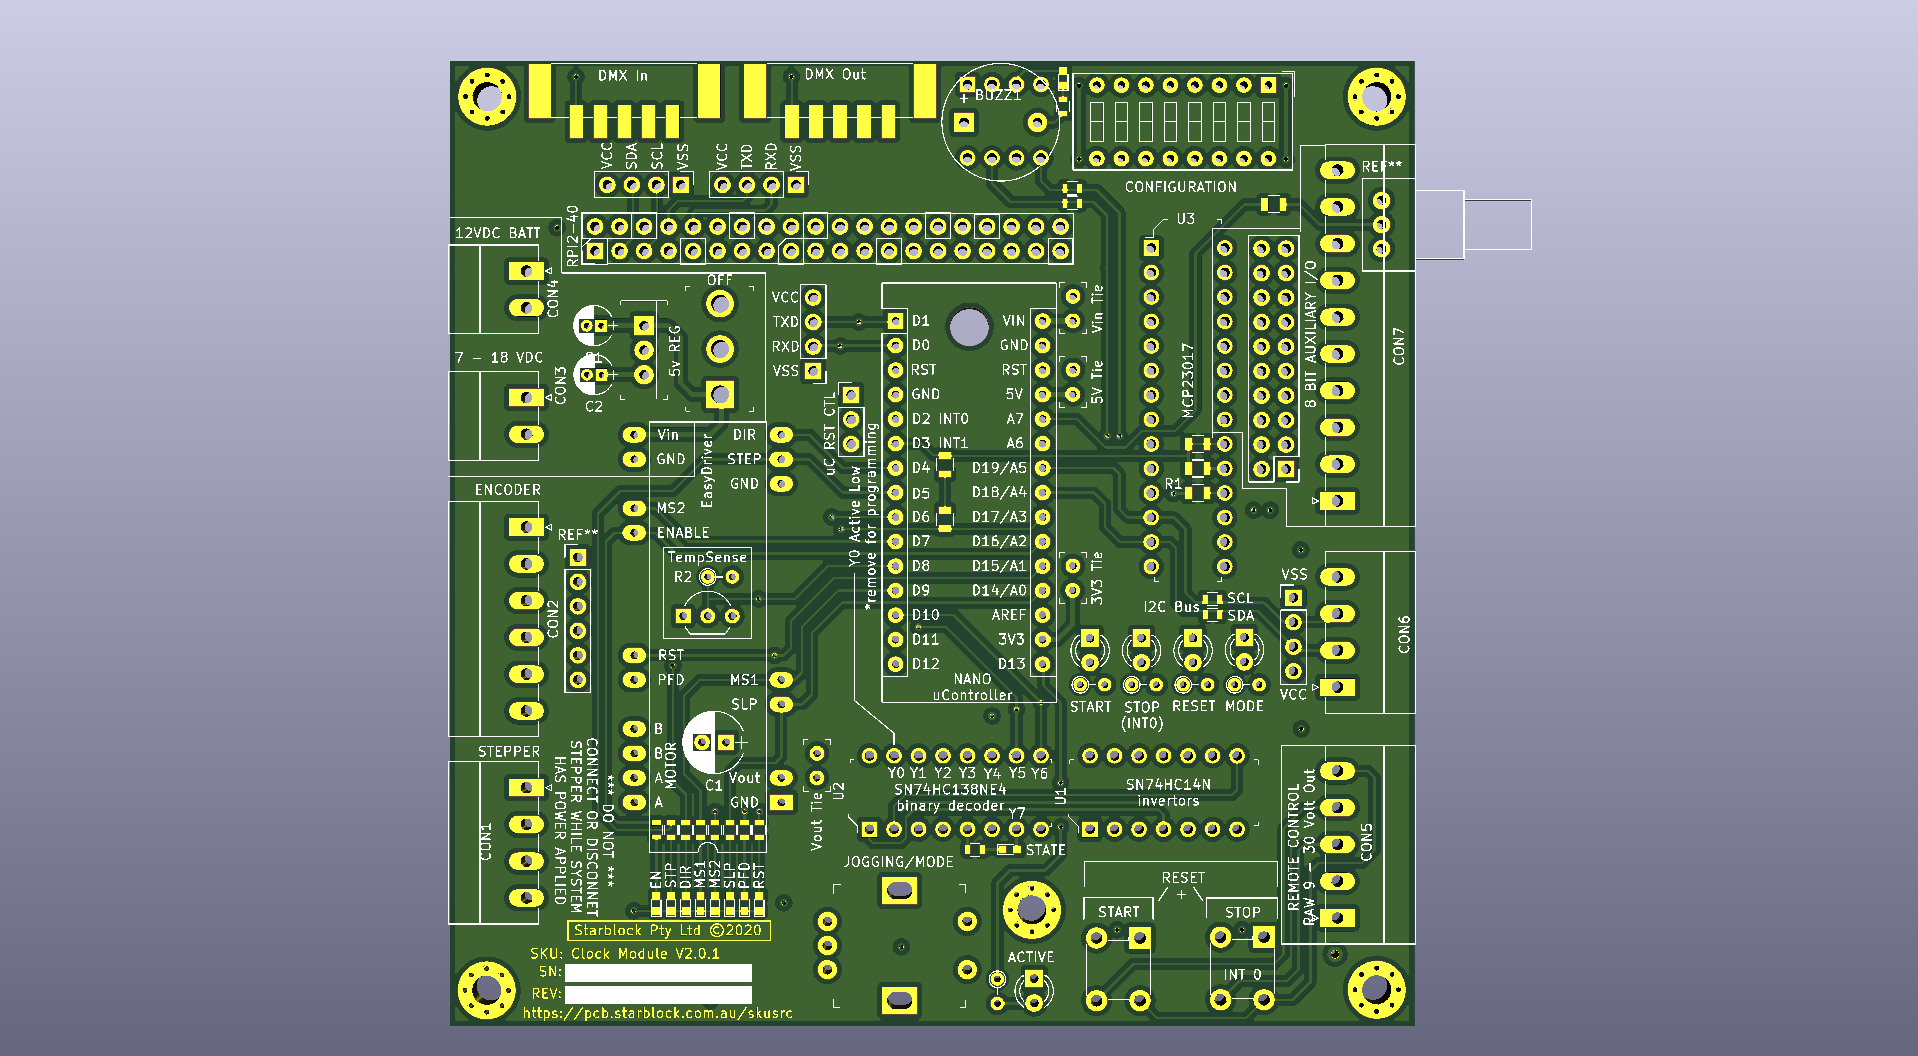 DMX In
DMX Out
+ BUZZ1
VCC
SDA
SCL
VSS
VCC
TXD
RXD
VSS
CONFIGURATION
REF**
RPI2-40
U3
12VDC BATT
CON4
OFF
7 - 18 VDC
CON3
C2
5v REG
VCC
TXD
RXD
VSS
uC RST CTL
D1
D0
RST
GND
D2 INT0
D3 INT1
D4
D5
D6
D7
D8
D9
D10
D11
D12
VIN
GND
RST
5V
A7
A6
D19/A5
D18/A4
D17/A3
D16/A2
D15/A1
D14/A0
AREF
3V3
D13
NANO
uController
Vin Tie
5V Tie
3V3 Tie
MCP23017
R1
8 BIT AUXILIARY I/O
CON7
Vin
GND
MS2
ENABLE
DIR
STEP
GND
EasyDriver
Y0 Active Low
*remove for programming
ENCODER
REF**
CON2
TempSense
R2
RST
PFD
MS1
SLP
B
B
A
A
MOTOR
C1
Vout
GND
I2C Bus
SCL
SDA
VSS
VCC
CON6
START
STOP
(INT0)
RESET
MODE
STEPPER
CON1
*** DO NOT ***
CONNECT OR DISCONNET
STEPPER WHILE SYSTEM
HAS POWER APPLIED
Vout Tie
U2
Y0 Y1 Y2 Y3 Y4 Y5 Y6
SN74HC138NE4
binary decoder
Y7
U1
SN74HC14N
invertors
STATE
REMOTE CONTROL
RAW 9 - 30 Volt Out
CON5
EN
STP
DIR
MS1
MS2
SLP
PFD
RST
JOGGING/MODE
RESET
+
START
STOP
INT 0
ACTIVE
Starblock Pty Ltd ©2020
SKU: Clock Module V2.0.1
SN:
REV:
https://pcb.starblock.com.au/skusrc